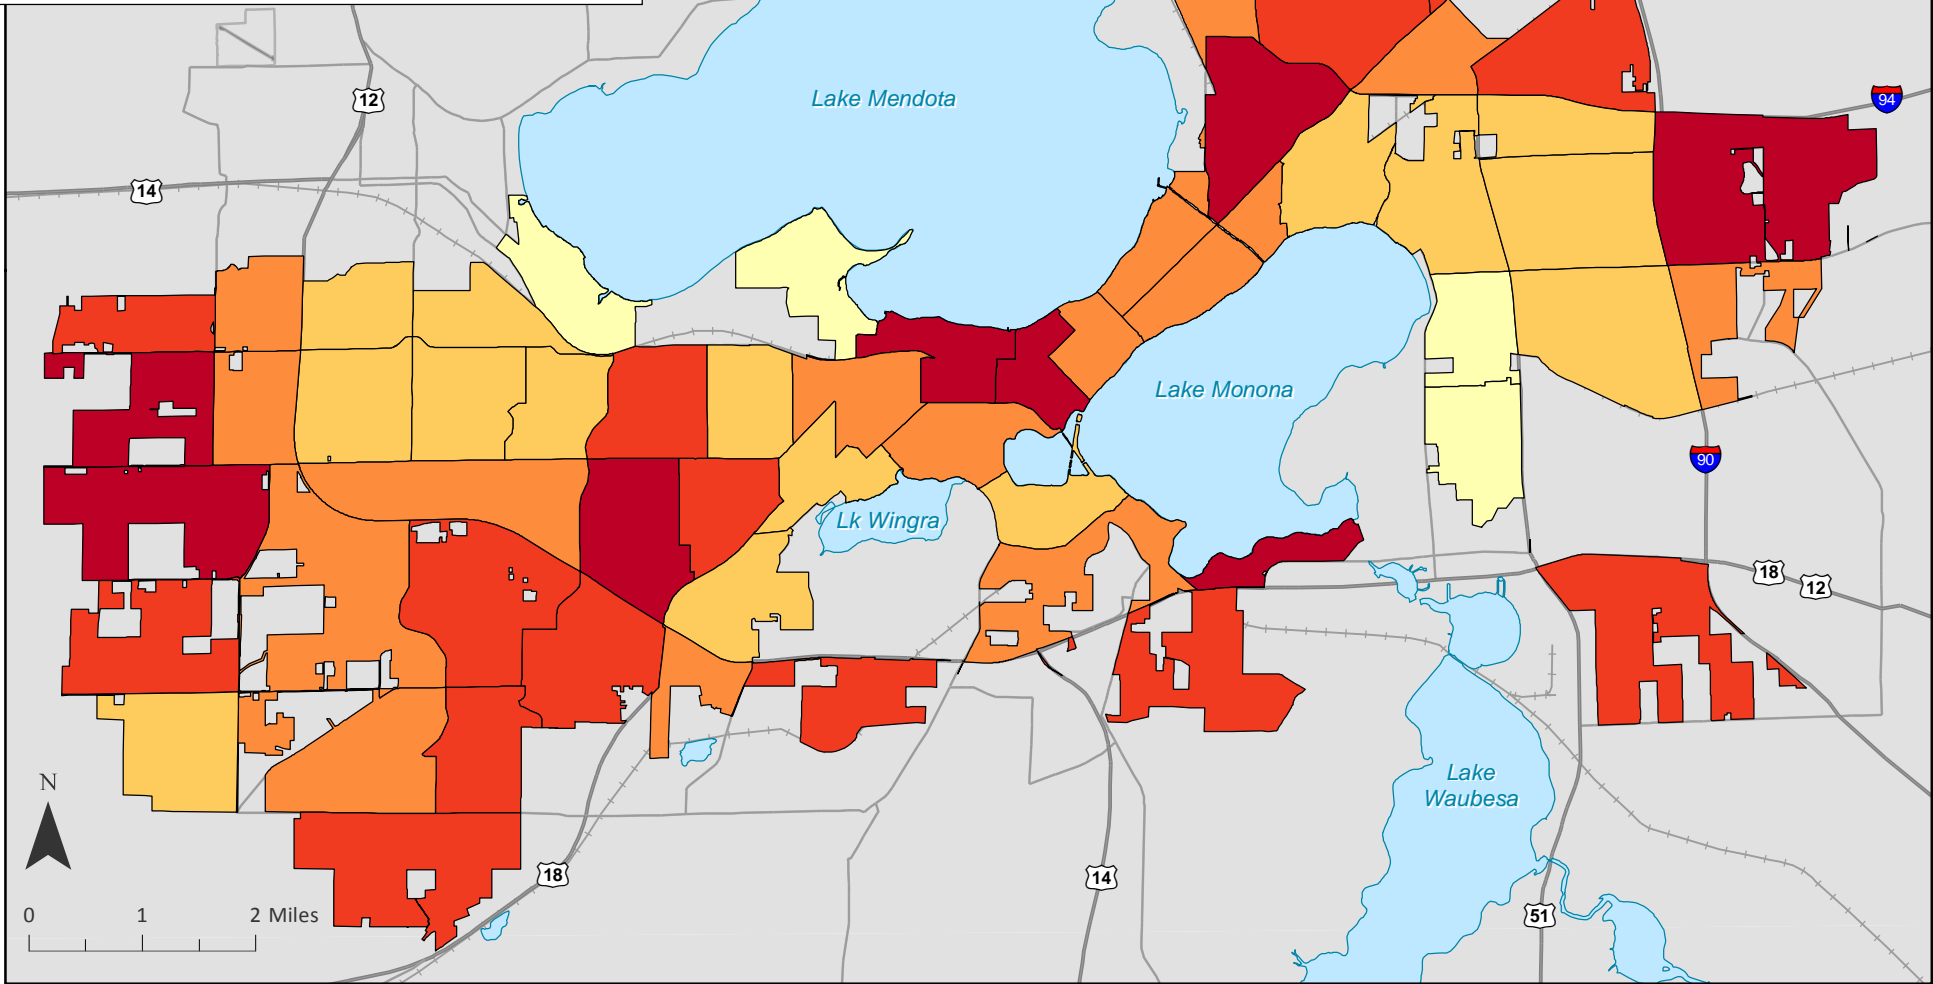 Lake Mendota
12
94
14
Lake Monona
90
Lk Wingra
18
12
Lake
Waubesa
N
18
14
0 1 2 Miles
51